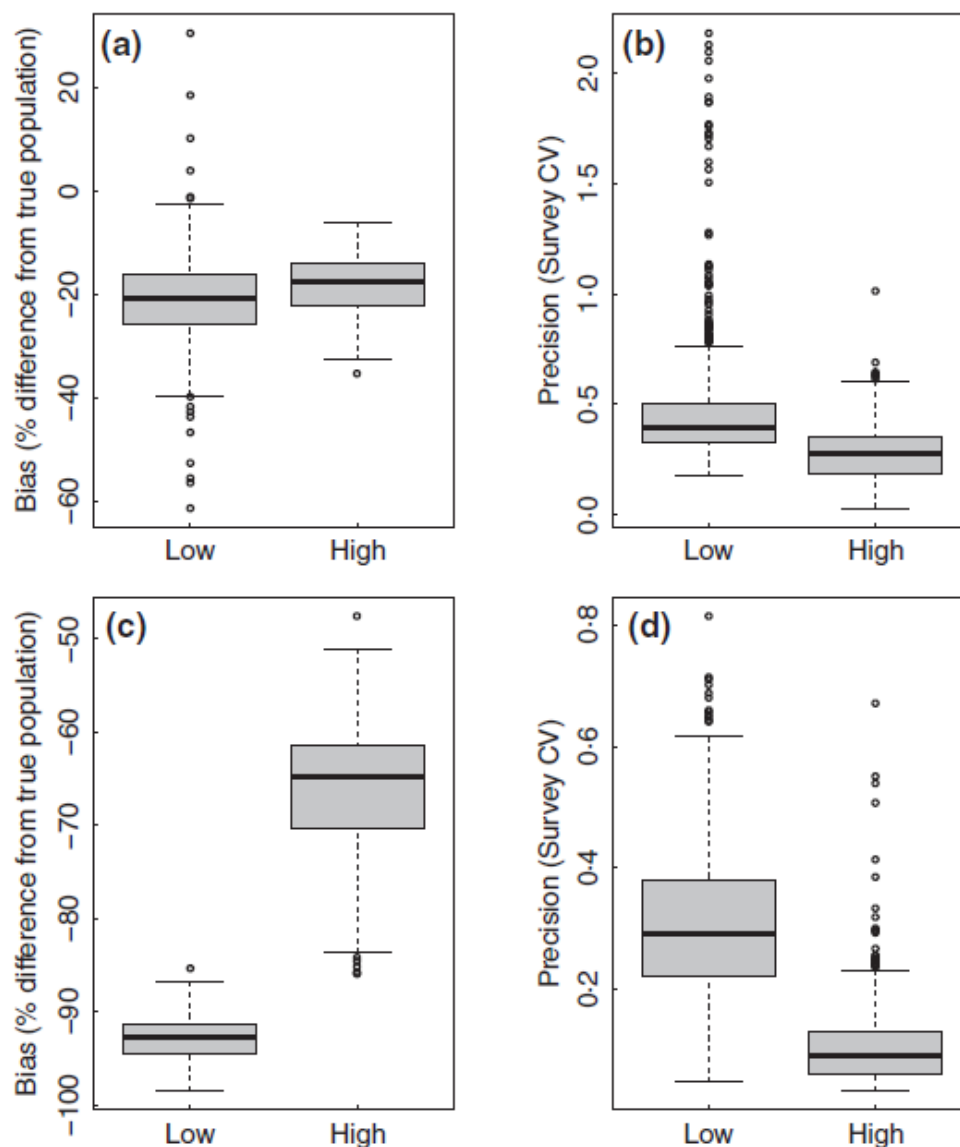 (a)
Bias (% difference from true population)
20
0
−20
−40
−60
Low
High
(b)
Precision (Survey CV)
2·0
1·5
1·0
0·5
0·0
Low
High
(c)
Bias (% difference from true population)
−50
−60
−70
−80
−90
−100
Low
High
(d)
Precision (Survey CV)
0·8
0·6
0·4
0·2
Low
High